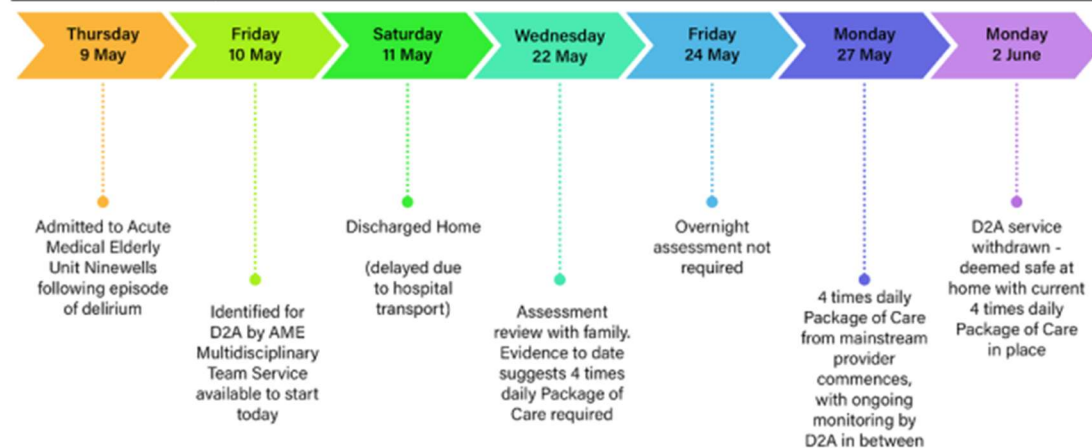 Thursday
9 May
Friday
10 May
Saturday
11 May
Wednesday
22 May
Friday
24 May
Monday
27 May
Monday
2 June
Admitted to Acute
Medical Elderly
Unit Ninewells
following episode
of delirium
Identified for
D2A by AME
Multidisciplinary
Team Service
available to start
today
Discharged Home
(delayed due
to hospital
transport)
Assessment
review with family.
Evidence to date
suggests 4 times
daily Package of
Care required
Overnight
assessment not
required
4 times daily
Package of Care
from mainstream
provider
commences,
with ongoing
monitoring by
D2A in between
D2A service
withdrawn -
deemed safe at
home with current
4 times daily
Package of Care
in place